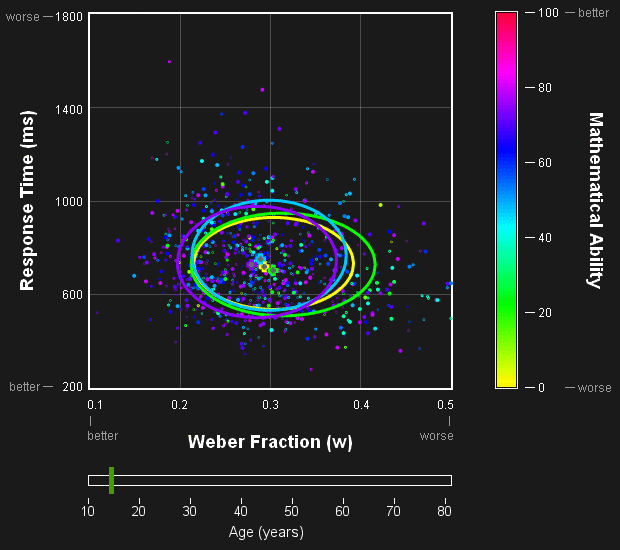 worse
1800
1400
1000
600
better
200
Response Time (ms)
0.1
0.2
0.3
0.4
0.5
better
worse
Weber Fraction (w)
100
better
80
60
40
20
0
worse
Mathematical Ability
10
20
30
40
50
60
70
80
Age (years)